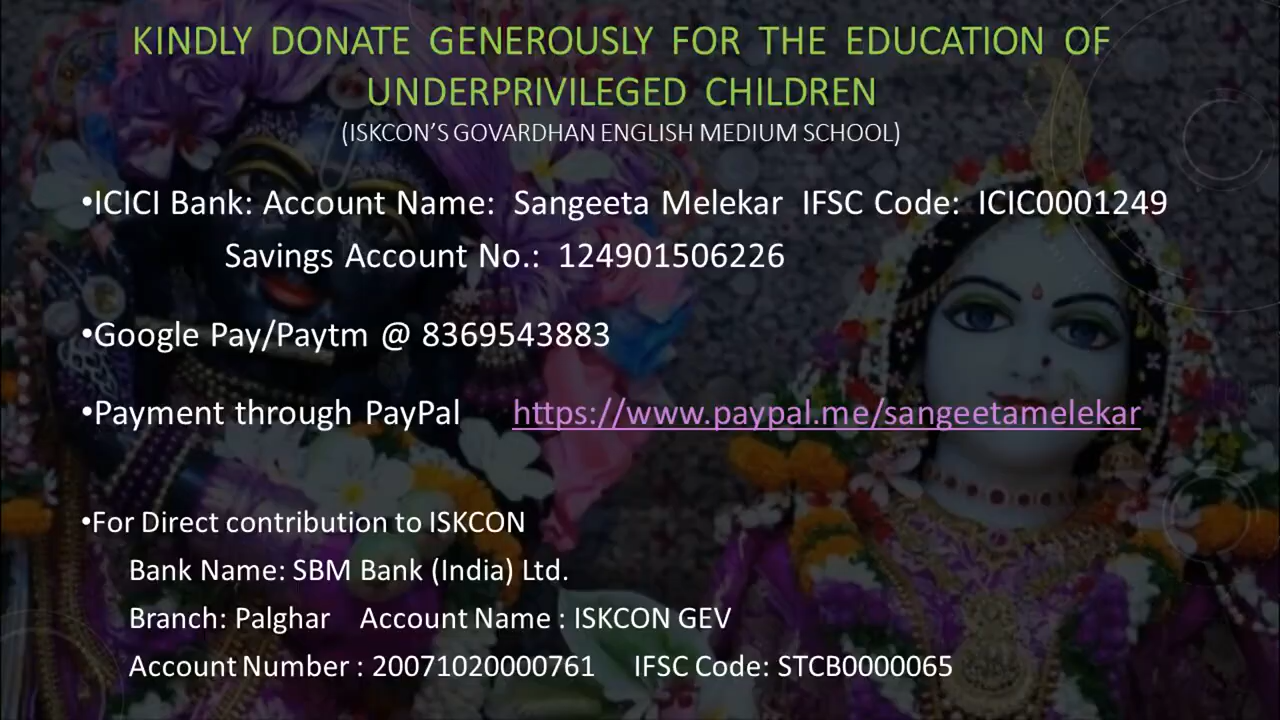 KINDLY DONATE GENEROUSLY FOR THE EDUCATION OF
UNDERPRIVILEGED CHILDREN
(ISKCON'S GOVARDHAN ENGLISH MEDIUM SCHOOL)
•ICICI Bank: Account Name: Sangeeta Melekar IFSC Code: ICIC0001249
Savings Account No.: 124901506226
•Google Pay/Paytm @ 8369543883
•Payment through PayPal https://www.paypal.me/sangeetamelekar
•For Direct contribution to ISKCON
Bank Name: SBM Bank (India) Ltd.
Branch: Palghar Account Name : ISKCON GEV
Account Number : 20071020000761 IFSC Code: STCB0000065